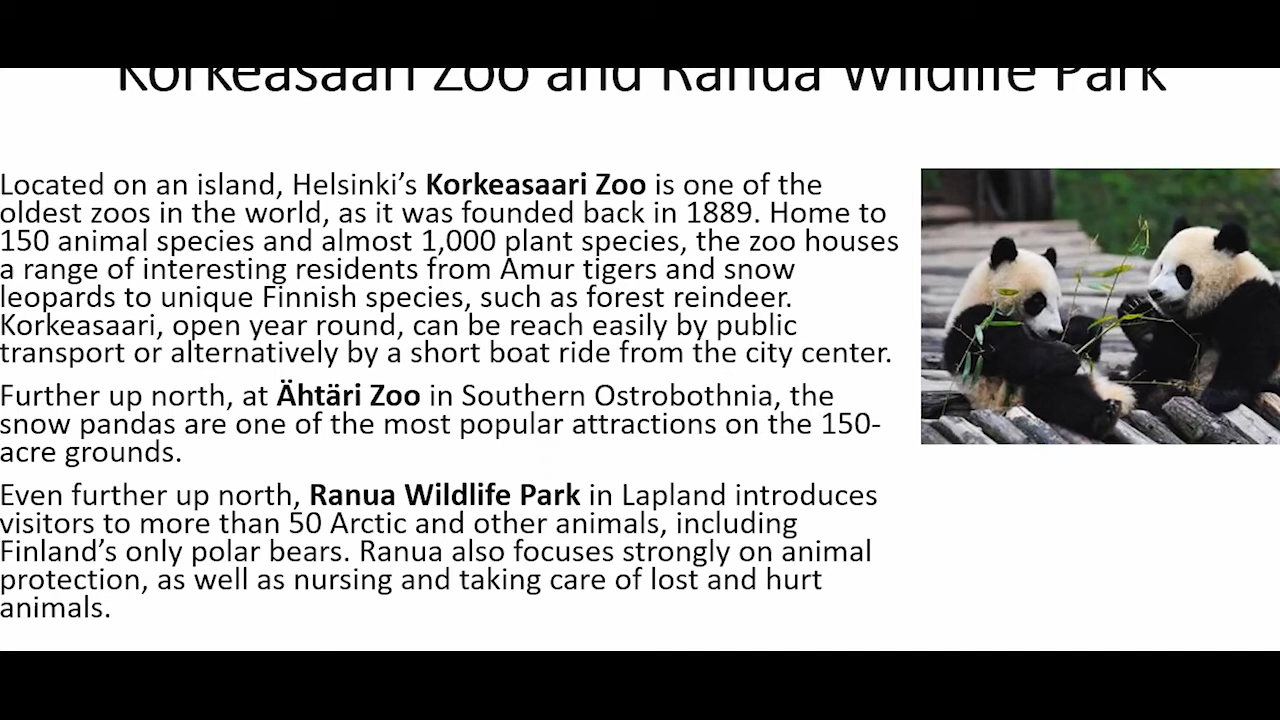 Korkeasaari Zoo and Ranua Wildlife Park
Located on an island, Helsinki’s Korkeasaari Zoo is one of the
oldest zoos in the world, as it was founded back in 1889. Home to
150 animal species and almost 1,000 plant species, the zoo houses
a range of interesting residents from Amur tigers and snow
leopards to unique Finnish species, such as forest reindeer.
Korkeasaari, open year round, can be reach easily by public
transport or alternatively by a short boat ride from the city center.
Further up north, at Ähtäri Zoo in Southern Ostrobothnia, the
snow pandas are one of the most popular attractions on the 150-
acre grounds.
Even further up north, Ranua Wildlife Park in Lapland introduces
visitors to more than 50 Arctic and other animals, including
Finland’s only polar bears. Ranua also focuses strongly on animal
protection, as well as nursing and taking care of lost and hurt
animals.